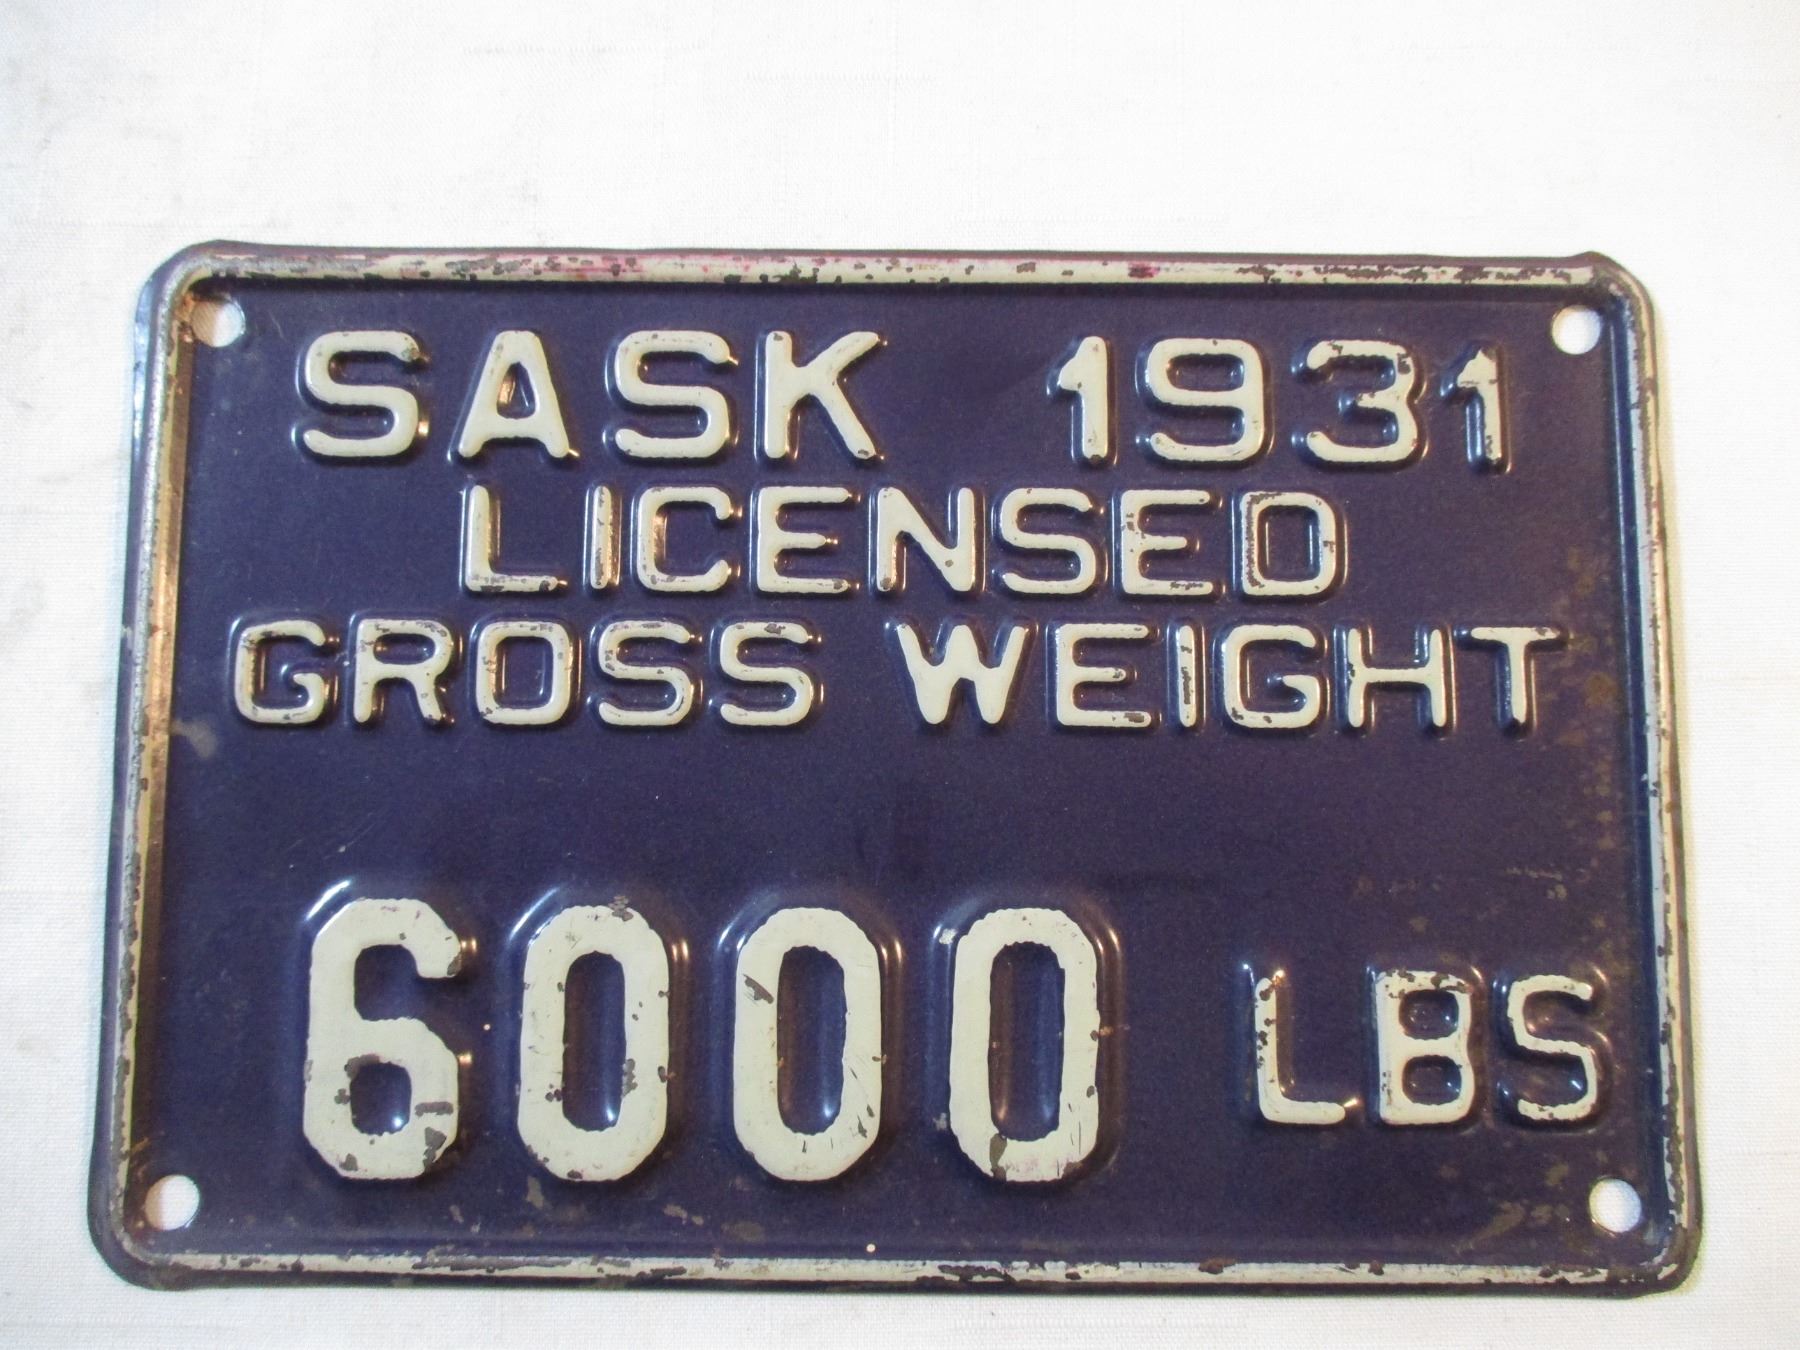 SASK 1931
LICENSED
GROSS WEIGHT
6000 LBS